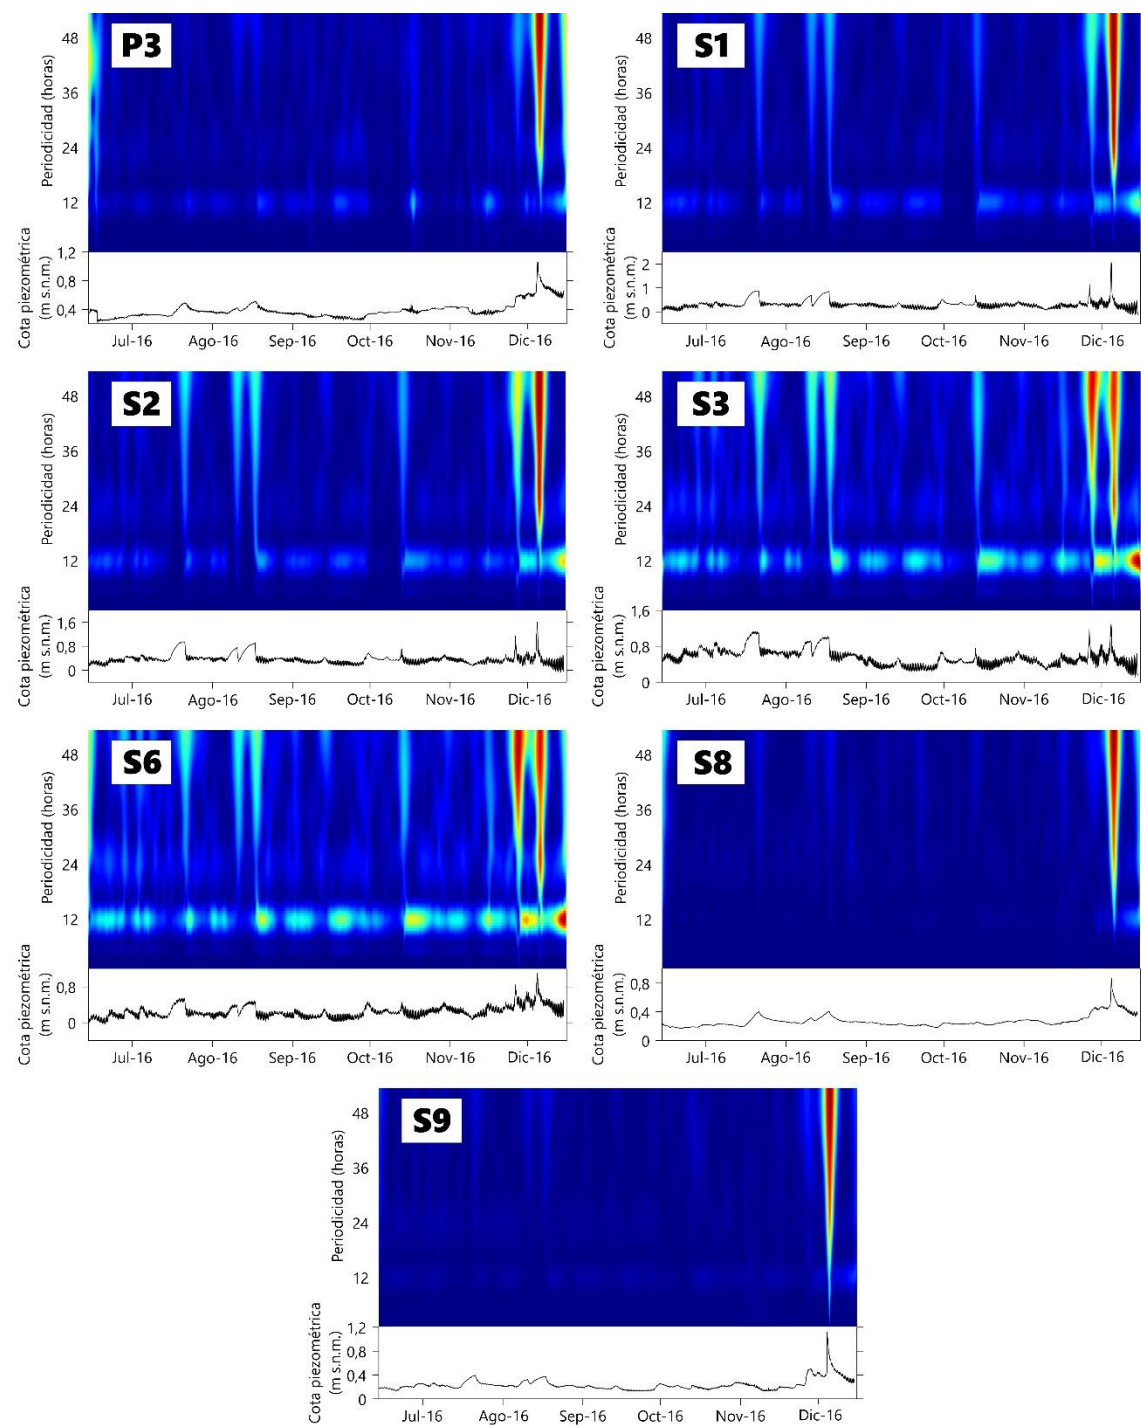 P3
Periodicidad (horas)
48
36
24
12
Cota piezométrica
(m s.n.m.)
1,2
0,8
0,4
Jul-16 Ago-16 Sep-16 Oct-16 Nov-16 Dic-16
S1
Periodicidad (horas)
48
36
24
12
Cota piezométrica
(m s.n.m.)
2
1
0
Jul-16 Ago-16 Sep-16 Oct-16 Nov-16 Dic-16
S2
Periodicidad (horas)
48
36
24
12
Cota piezométrica
(m s.n.m.)
1,6
0,8
0
Jul-16 Ago-16 Sep-16 Oct-16 Nov-16 Dic-16
S3
Periodicidad (horas)
48
36
24
12
Cota piezométrica
(m s.n.m.)
1,6
0,8
0
Jul-16 Ago-16 Sep-16 Oct-16 Nov-16 Dic-16
S6
Periodicidad (horas)
48
36
24
12
Cota piezométrica
(m s.n.m.)
0,8
0
Jul-16 Ago-16 Sep-16 Oct-16 Nov-16 Dic-16
S8
Periodicidad (horas)
48
36
24
12
Cota piezométrica
(m s.n.m.)
0,8
0,4
0
Jul-16 Ago-16 Sep-16 Oct-16 Nov-16 Dic-16
S9
Periodicidad (horas)
48
36
24
12
Cota piezométrica
(m s.n.m.)
1,2
0,8
0,4
0
Jul-16 Ago-16 Sep-16 Oct-16 Nov-16 Dic-16